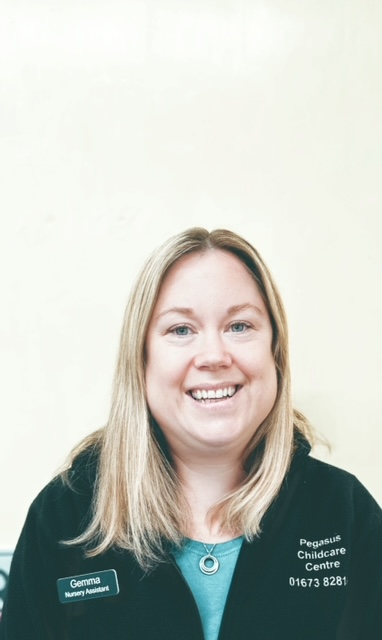 Gemma
Nursery Assistant
Pegasus
Childcare
Centre
01673 8281